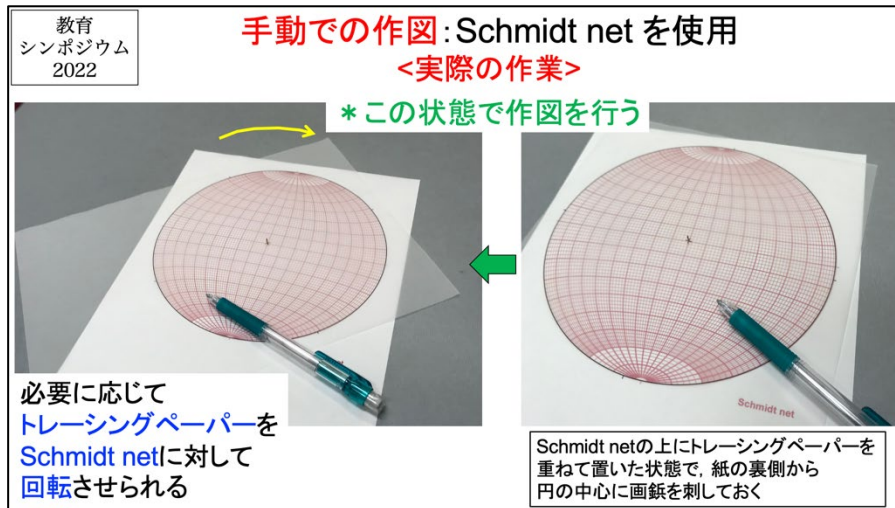 教育
シンポジウム
2022
手動での作図：Schmidt net を使用
<実際の作業>
＊この状態で作図を行う
Schmidt net
必要に応じて
トレーシングペーパーを
Schmidt netに対して
回転させられる
Schmidt netの上にトレーシングペーパーを
重ねて置いた状態で，紙の裏側から
円の中心に画鋲を刺しておく